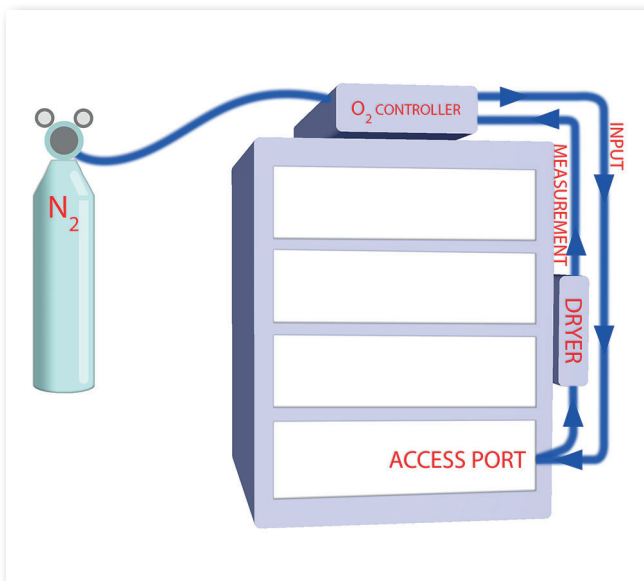 N2
O2 CONTROLLER
INPUT
MEASUREMENT
DRYER
ACCESS PORT